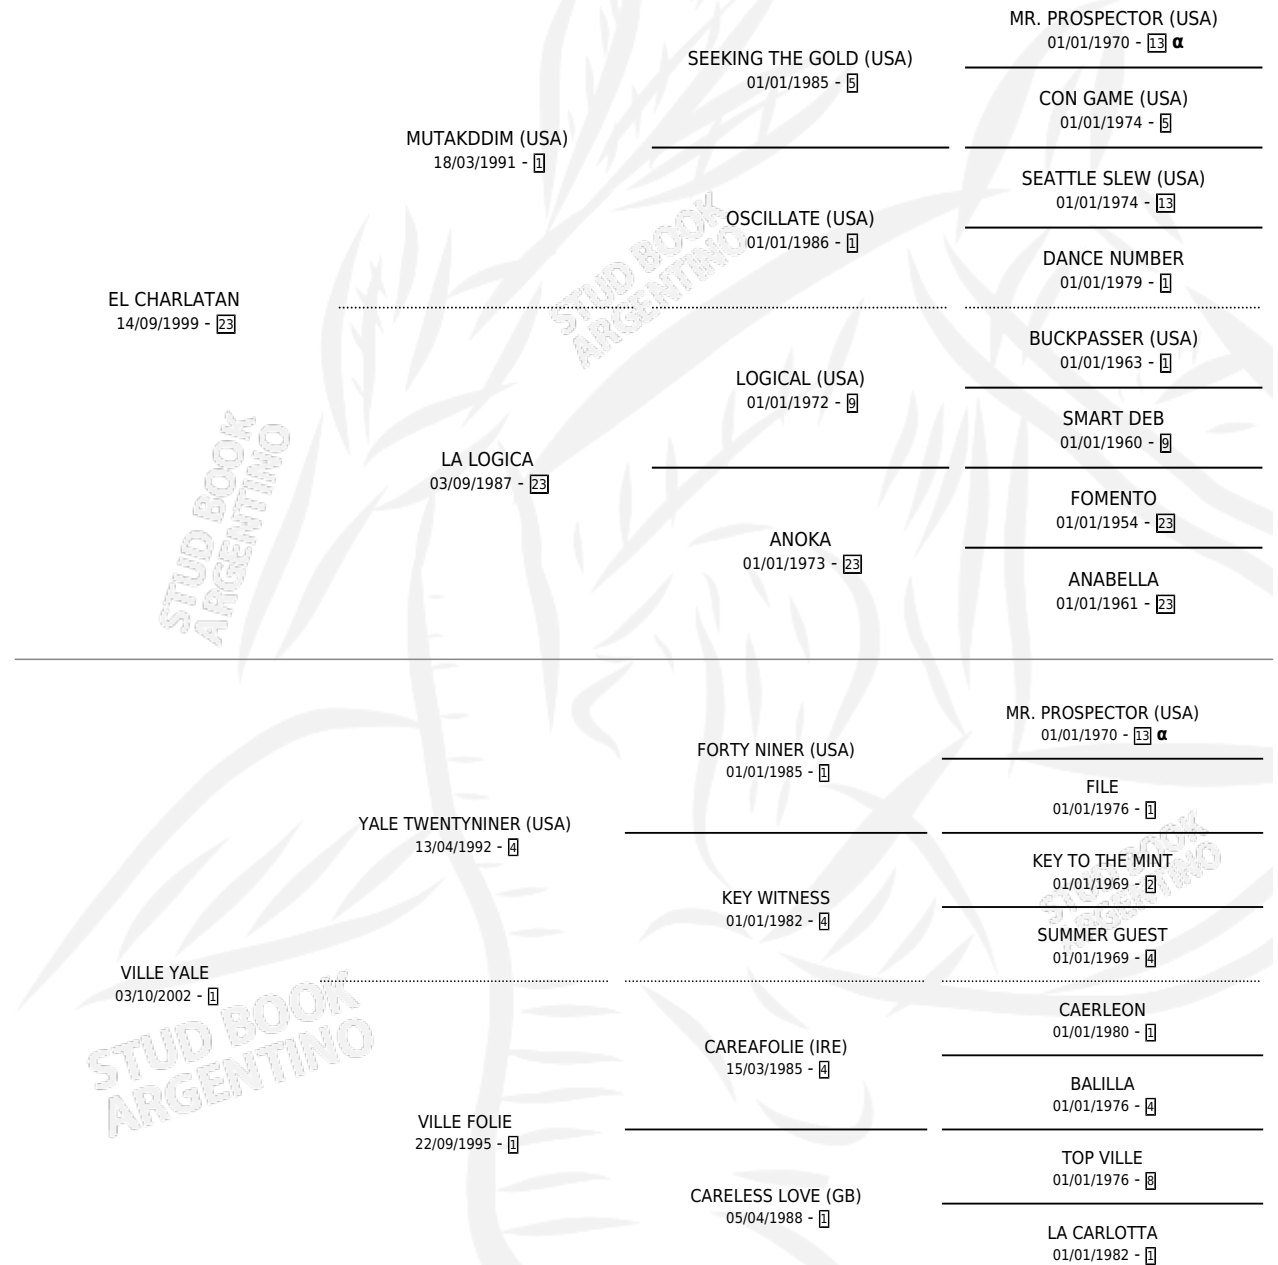 MR. PROSPECTOR (USA)
01/01/1970 - 13 α
SEEKING THE GOLD (USA)
01/01/1985 - 5
CON GAME (USA)
01/01/1974 - 5
MUTAKDDIM (USA)
18/03/1991 - 1
SEATTLE SLEW (USA)
01/01/1974 - 13
OSCILLATE (USA)
01/01/1986 - 1
DANCE NUMBER
01/01/1979 - 1
EL CHARLATAN
14/09/1999 - 23
BUCKPASSER (USA)
01/01/1963 - 1
LOGICAL (USA)
01/01/1972 - 9
SMART DEB
01/01/1960 - 9
LA LOGICA
03/09/1987 - 23
FOMENTO
01/01/1954 - 23
ANOKA
01/01/1973 - 23
ANABELLA
01/01/1961 - 23
STUD BOOK
ARGENTINO
STUD BOOK
ARGENTINO
MR. PROSPECTOR (USA)
01/01/1970 - 13 α
FORTY NINER (USA)
01/01/1985 - 1
FILE
01/01/1976 - 1
YALE TWENTYNINER (USA)
13/04/1992 - 4
KEY TO THE MINT
01/01/1969 - 2
KEY WITNESS
01/01/1982 - 4
SUMMER GUEST
01/01/1969 - 4
VILLE YALE
03/10/2002 - 1
CAERLEON
01/01/1980 - 1
CAREAFOLIE (IRE)
15/03/1985 - 4
BALILLA
01/01/1976 - 4
VILLE FOLIE
22/09/1995 - 1
TOP VILLE
01/01/1976 - 8
CARELESS LOVE (GB)
05/04/1988 - 1
LA CARLOTTA
01/01/1982 - 1
STUD BOOK
ARGENTINO
STUD BOOK
ARGENTINO